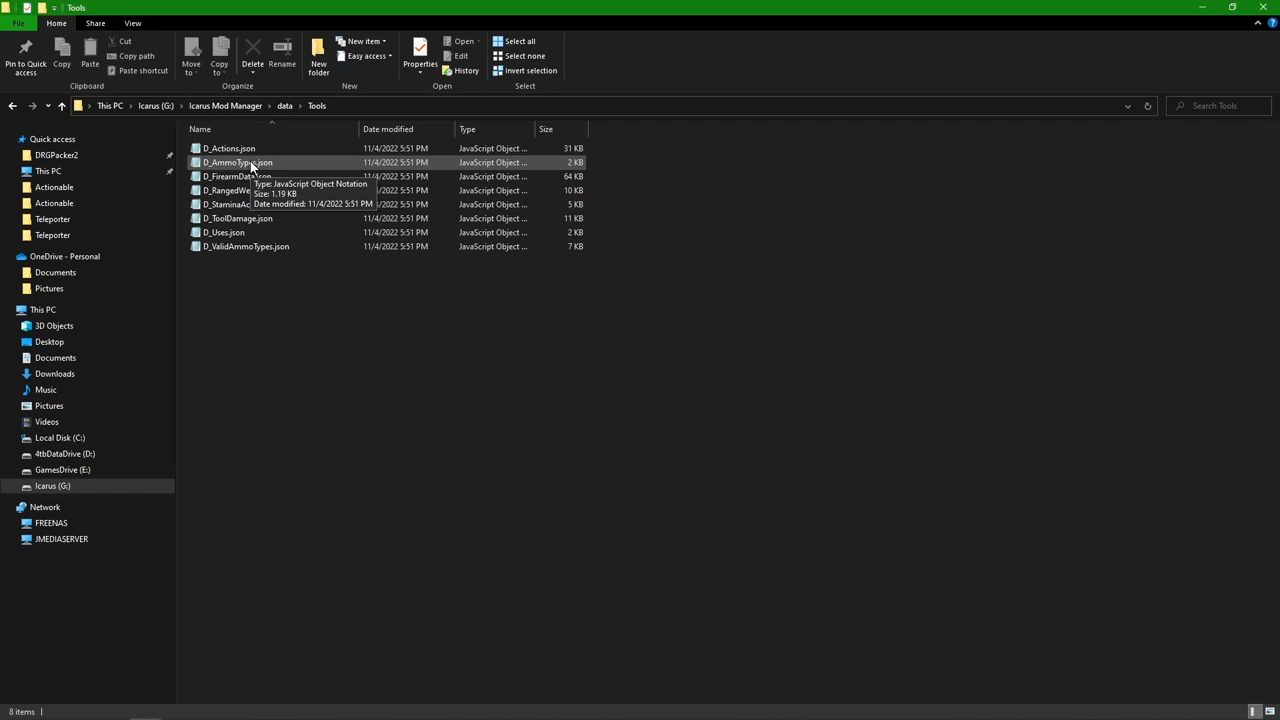 Tools
File Home Share View
Pin to Quick access
Copy
Paste
Cut
Copy path
Paste shortcut
Clipboard
Move to
Copy to
Delete
Rename
Organize
New folder
New item
Easy access
New
Properties
Open
Edit
History
Open
Select all
Select none
Invert selection
Select
This PC > Icarus (G:) > Icarus Mod Manager > data > Tools
Search Tools
Name Date modified Type Size
Quick access
DRGPacker2
This PC
Actionable
Actionable
Teleporter
Teleporter
OneDrive - Personal
Documents
Pictures
This PC
3D Objects
Desktop
Documents
Downloads
Music
Pictures
Videos
Local Disk (C:)
4tbDataDrive (D:)
GamesDrive (E:)
Icarus (G:)
Network
FREENAS
JMEDIASERVER
D_Actions.json 11/4/2022 5:51 PM JavaScript Object ... 31 KB
D_AmmoTypes.json 11/4/2022 5:51 PM JavaScript Object ... 2 KB
D_FirearmData.json 11/4/2022 5:51 PM JavaScript Object ... 64 KB
D_RangedWe 11/4/2022 5:51 PM JavaScript Object ... 10 KB
D_StaminaAc 11/4/2022 5:51 PM JavaScript Object ... 5 KB
D_ToolDamage.json 11/4/2022 5:51 PM JavaScript Object ... 11 KB
D_Uses.json 11/4/2022 5:51 PM JavaScript Object ... 2 KB
D_ValidAmmoTypes.json 11/4/2022 5:51 PM JavaScript Object ... 7 KB
Type: JavaScript Object Notation
Size: 1.19 KB
Date modified: 11/4/2022 5:51 PM
8 items